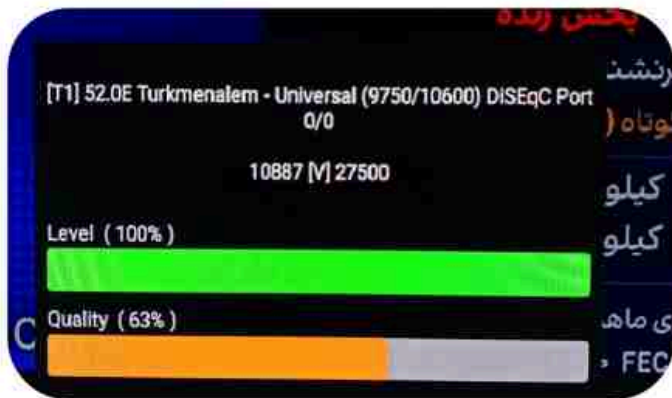 پخش زنده
[T1] 52.0E Turkmenalem - Universal (9750/10600) DiSEqC Port
0/0
10887 [V] 27500
Level ( 100% )
Quality ( 63% )
کیلو
کیلو
FEC